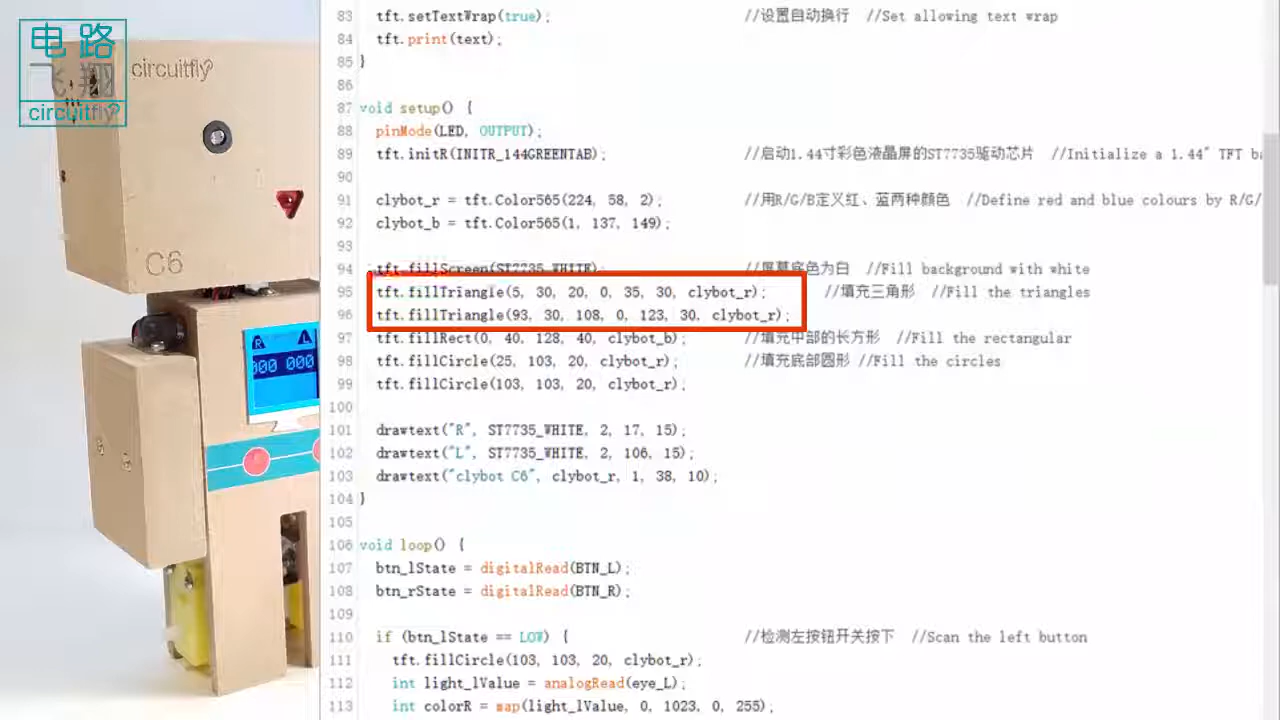 电路
飞翔
circuitfly?
circuitfly?
C6
R L
000 000
83 tft.setTextWrap(true); //设置自动换行 //Set allowing text wrap
84 tft.print(text);
85 }
86
87 void setup() {
88 pinMode(LED, OUTPUT);
89 tft.initR(INITR_144GREENTAB); //启动1.44寸彩色液晶屏的ST7735驱动芯片 //Initialize a 1.44" TFT
90
91 clybot_r = tft.Color565(224, 58, 2); //用R/G/B定义红、蓝两种颜色 //Define red and blue colours by R/G/
92 clybot_b = tft.Color565(1, 137, 149);
93
94 tft.fillScreen(ST7735_WHITE); //屏幕底色为白 //Fill background with white
95 tft.fillTriangle(5, 30, 20, 0, 35, 30, clybot_r); //填充三角形 //Fill the triangles
96 tft.fillTriangle(93, 30, 108, 0, 123, 30, clybot_r);
97 tft.fillRect(0, 40, 128, 40, clybot_b); //填充中部的长方形 //Fill the rectangular
98 tft.fillCircle(25, 103, 20, clybot_r); //填充底部圆形 //Fill the circles
99 tft.fillCircle(103, 103, 20, clybot_r);
100
101 drawtext("R", ST7735_WHITE, 2, 17, 15);
102 drawtext("L", ST7735_WHITE, 2, 106, 15);
103 drawtext("clybot C6", clybot_r, 1, 38, 10);
104 }
105
106 void loop() {
107 btn_lState = digitalRead(BTN_L);
108 btn_rState = digitalRead(BTN_R);
109
110 if (btn_lState == LOW) { //检测左按钮开关按下 //Scan the left button
111 tft.fillCircle(103, 103, 20, clybot_r);
112 int light_lValue = analogRead(eye_L);
113 int colorR = map(light_lValue, 0, 1023, 0, 255);